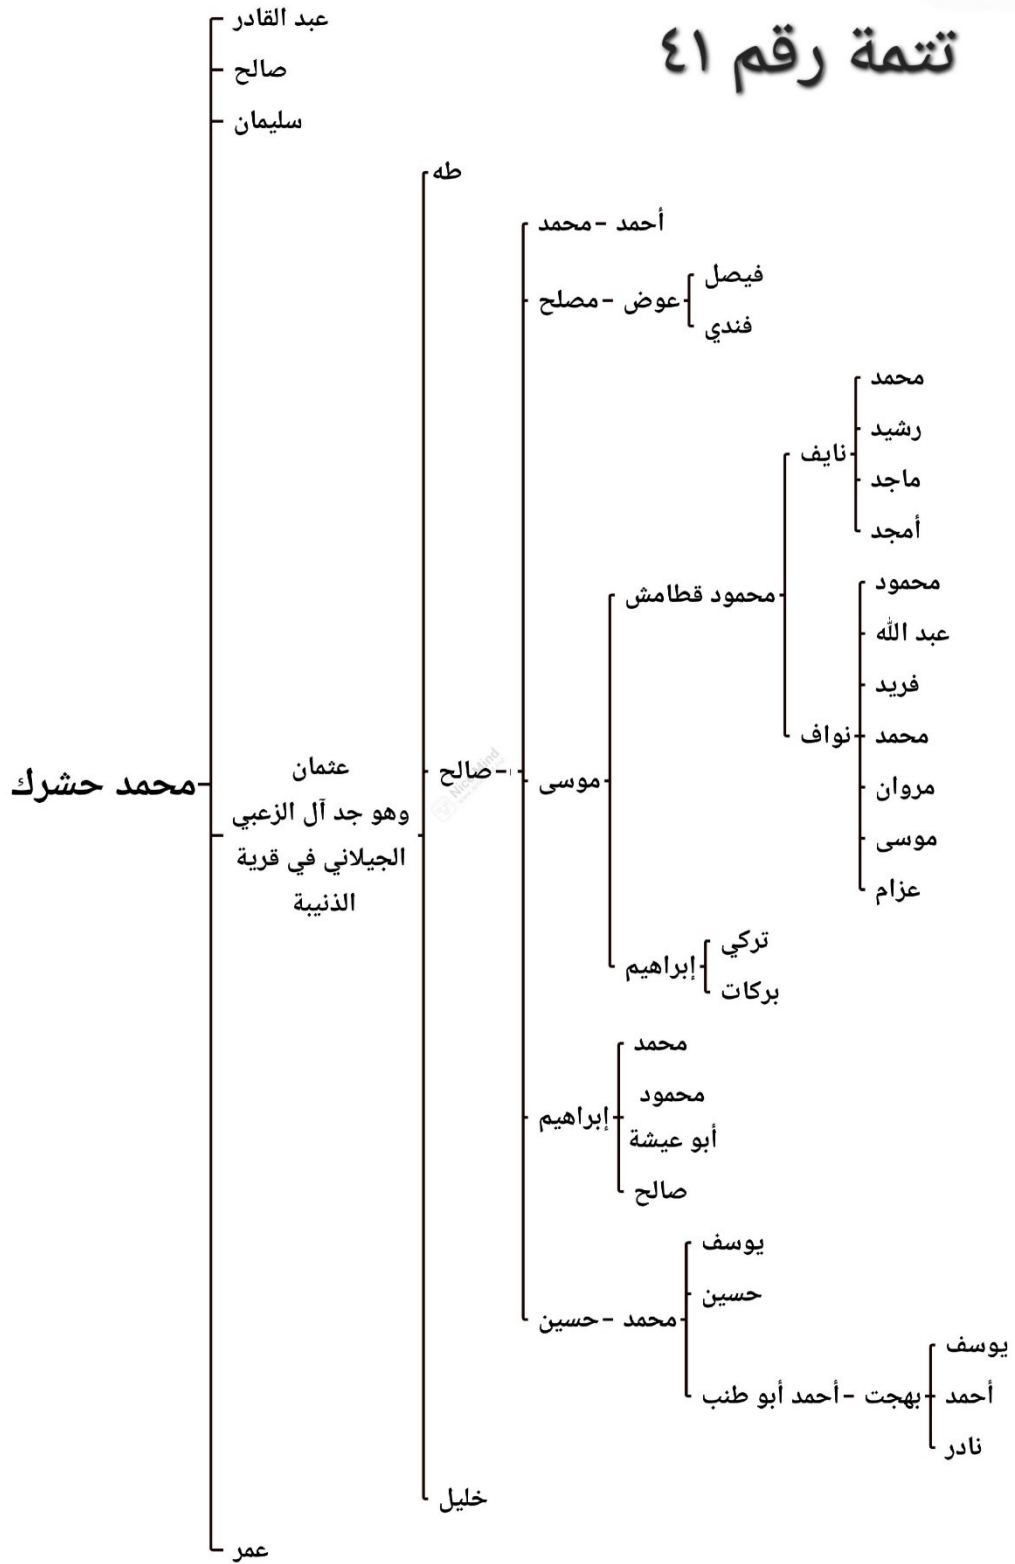 تتمة رقم ٤١
محمد حشرك
عبد القادر
صالح
سليمان
عثمان
وهو جد آل الزعبي
الجيلاني في قرية
الذنيبة
طه
صالح
محمد - أحمد
مصلح - عوض
فيصل
فندي
موسى
محمود قطامش
نايف
محمد
رشيد
ماجد
أمجد
نواف
محمود
عبد الله
فريد
محمد
مروان
موسى
عزام
إبراهيم
تركي
بركات
إبراهيم
محمد
محمود
أبو عيشة
صالح
حسين - محمد
يوسف
حسين
أحمد أبو طنب - بهجت
يوسف
أحمد
نادر
خليل
عمر